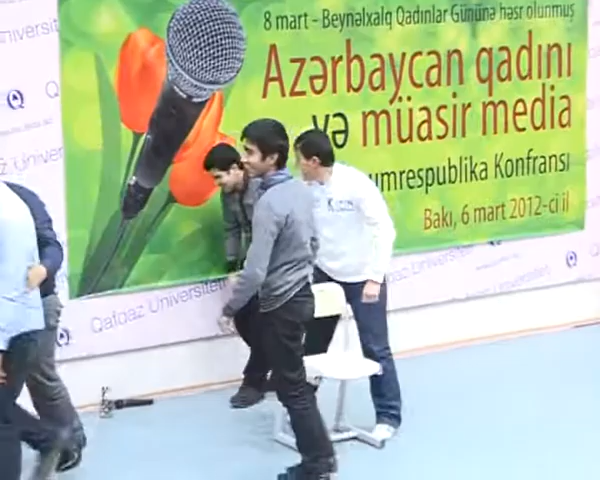 8 mart - Beynəlxalq Qadınlar Gününə həsr olunmuş
Azərbaycan qadını
və müasir media
umrespublika Konfransı
Bakı, 6 mart 2012-ci il
Qafqaz Universiteti